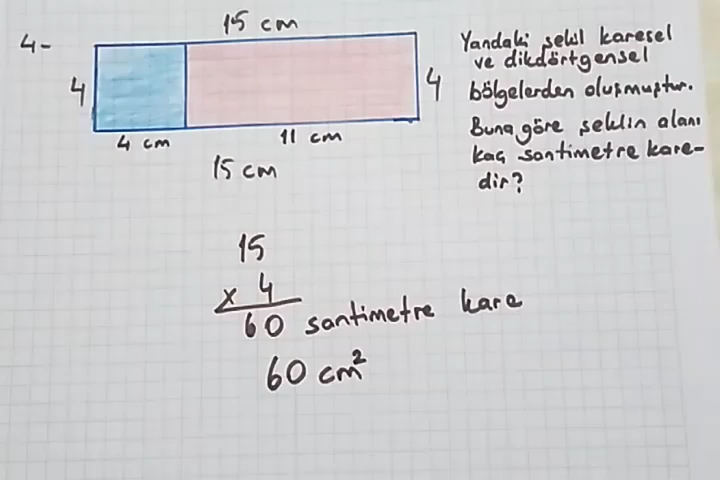 15 cm
4-
4
4
4 cm
11 cm
15 cm
Yandaki şekil karesel
ve dikdörtgensel
bölgelerden oluşmuştur.
Buna göre şeklin alanı
kaç santimetre kare-
dir?
15
x 4
60 santimetre kare
60 cm²